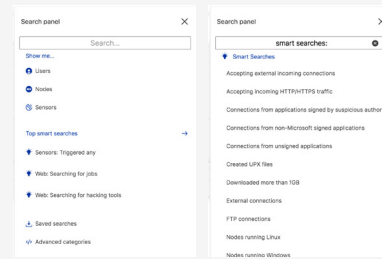 Search panel
Search...
Show me...
Users
Nodes
Sensors
Top smart searches
Sensors: Triggered any
Web: Searching for jobs
Web: Searching for hacking tools
Saved searches
Advanced categories
Search panel
smart searches:
Smart Searches
Accepting external incoming connections
Accepting incoming HTTP/HTTPS traffic
Connections from applications signed by suspicious author
Connections from non-Microsoft signed applications
Connections from unsigned applications
Created UPX files
Downloaded more than 1GB
External connections
FTP connections
Nodes running Linux
Nodes running Windows